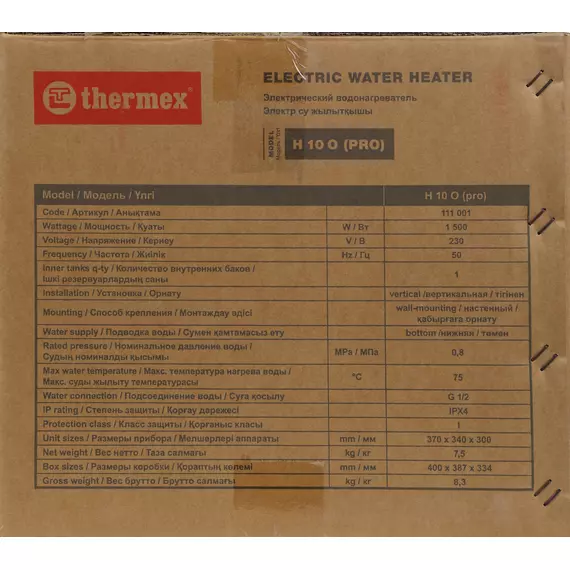 thermex
ELECTRIC WATER HEATER
Электрический водонагреватель
Электр су жылытқышы
MODEL
H 10 O (PRO)
Model / Модель / Үлгі H 10 O (pro)
Code / Артикул / Анықтама 111 001
Wattage / Мощность / Қуаты W / Вт 1 500
Voltage / Напряжение / Кернеу V / В 230
Frequency / Частота / Жиілік Hz / Гц 50
Inner tanks q-ty / Количество внутренних баков /
Ішкі резервуарлардың саны 1
Installation / Установка / Орнату vertical /вертикальная / тігінен
Mounting / Способ крепления / Монтаждау әдісі wall-mounting / настенный /
қабырғаға орнату
Water supply / Подводка воды / Сумен қамтамасыз ету bottom /нижняя / төмен
Rated pressure / Номинальное давление воды /
Судың номиналды қысымы MPa / МПа 0,8
Max water temperature / Макс. температура нагрева воды /
Макс. суды жылыту температурасы °C 75
Water connection / Подсоединение воды / Суға қосылу G 1/2
IP rating / Степень защиты / Қорғау дәрежесі IPX4
Protection class / Класс защиты / Қорғаныс класы I
Unit sizes / Размеры прибора / Мелшерлері аппараты mm / мм 370 x 340 x 300
Net weight / Вес нетто / Таза салмағы kg / кг 7,5
Box sizes / Размеры коробки / Қораптың көлемі mm / мм 400 x 387 x 334
Gross weight / Вес брутто / Брутто салмағы kg / кг 8,3